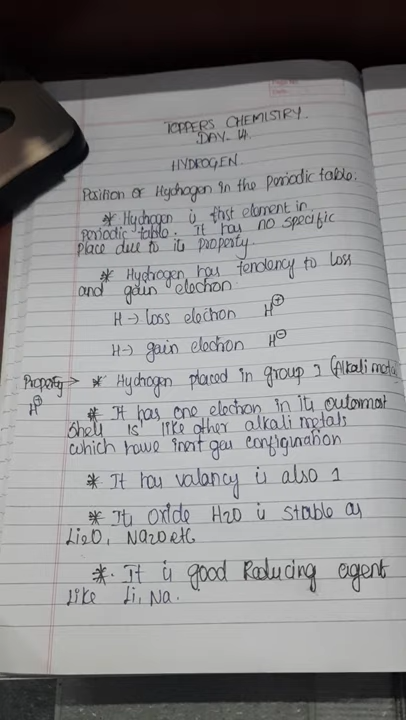 TOPPERS CHEMISTRY.
DAY-14.
HYDROGEN.
Position of Hydrogen in the periodic table.
* Hydrogen is first element in
periodic table. It has no specific
place due to its property.
* Hydrogen has tendency to loss
and gain electron
H → loss electron H⊕
H → gain electron H⊖
Property → * Hydrogen placed in group 1 (Alkali metal
H⊕
* It has one electron in its outermost
Shell 1s¹ like other alkali metals
which have inert gas configuration
* It has valancy is also 1
* Its oxide H2O is stable as
Li2O, Na2O etc
* It is good Reducing agent
like Li, Na.